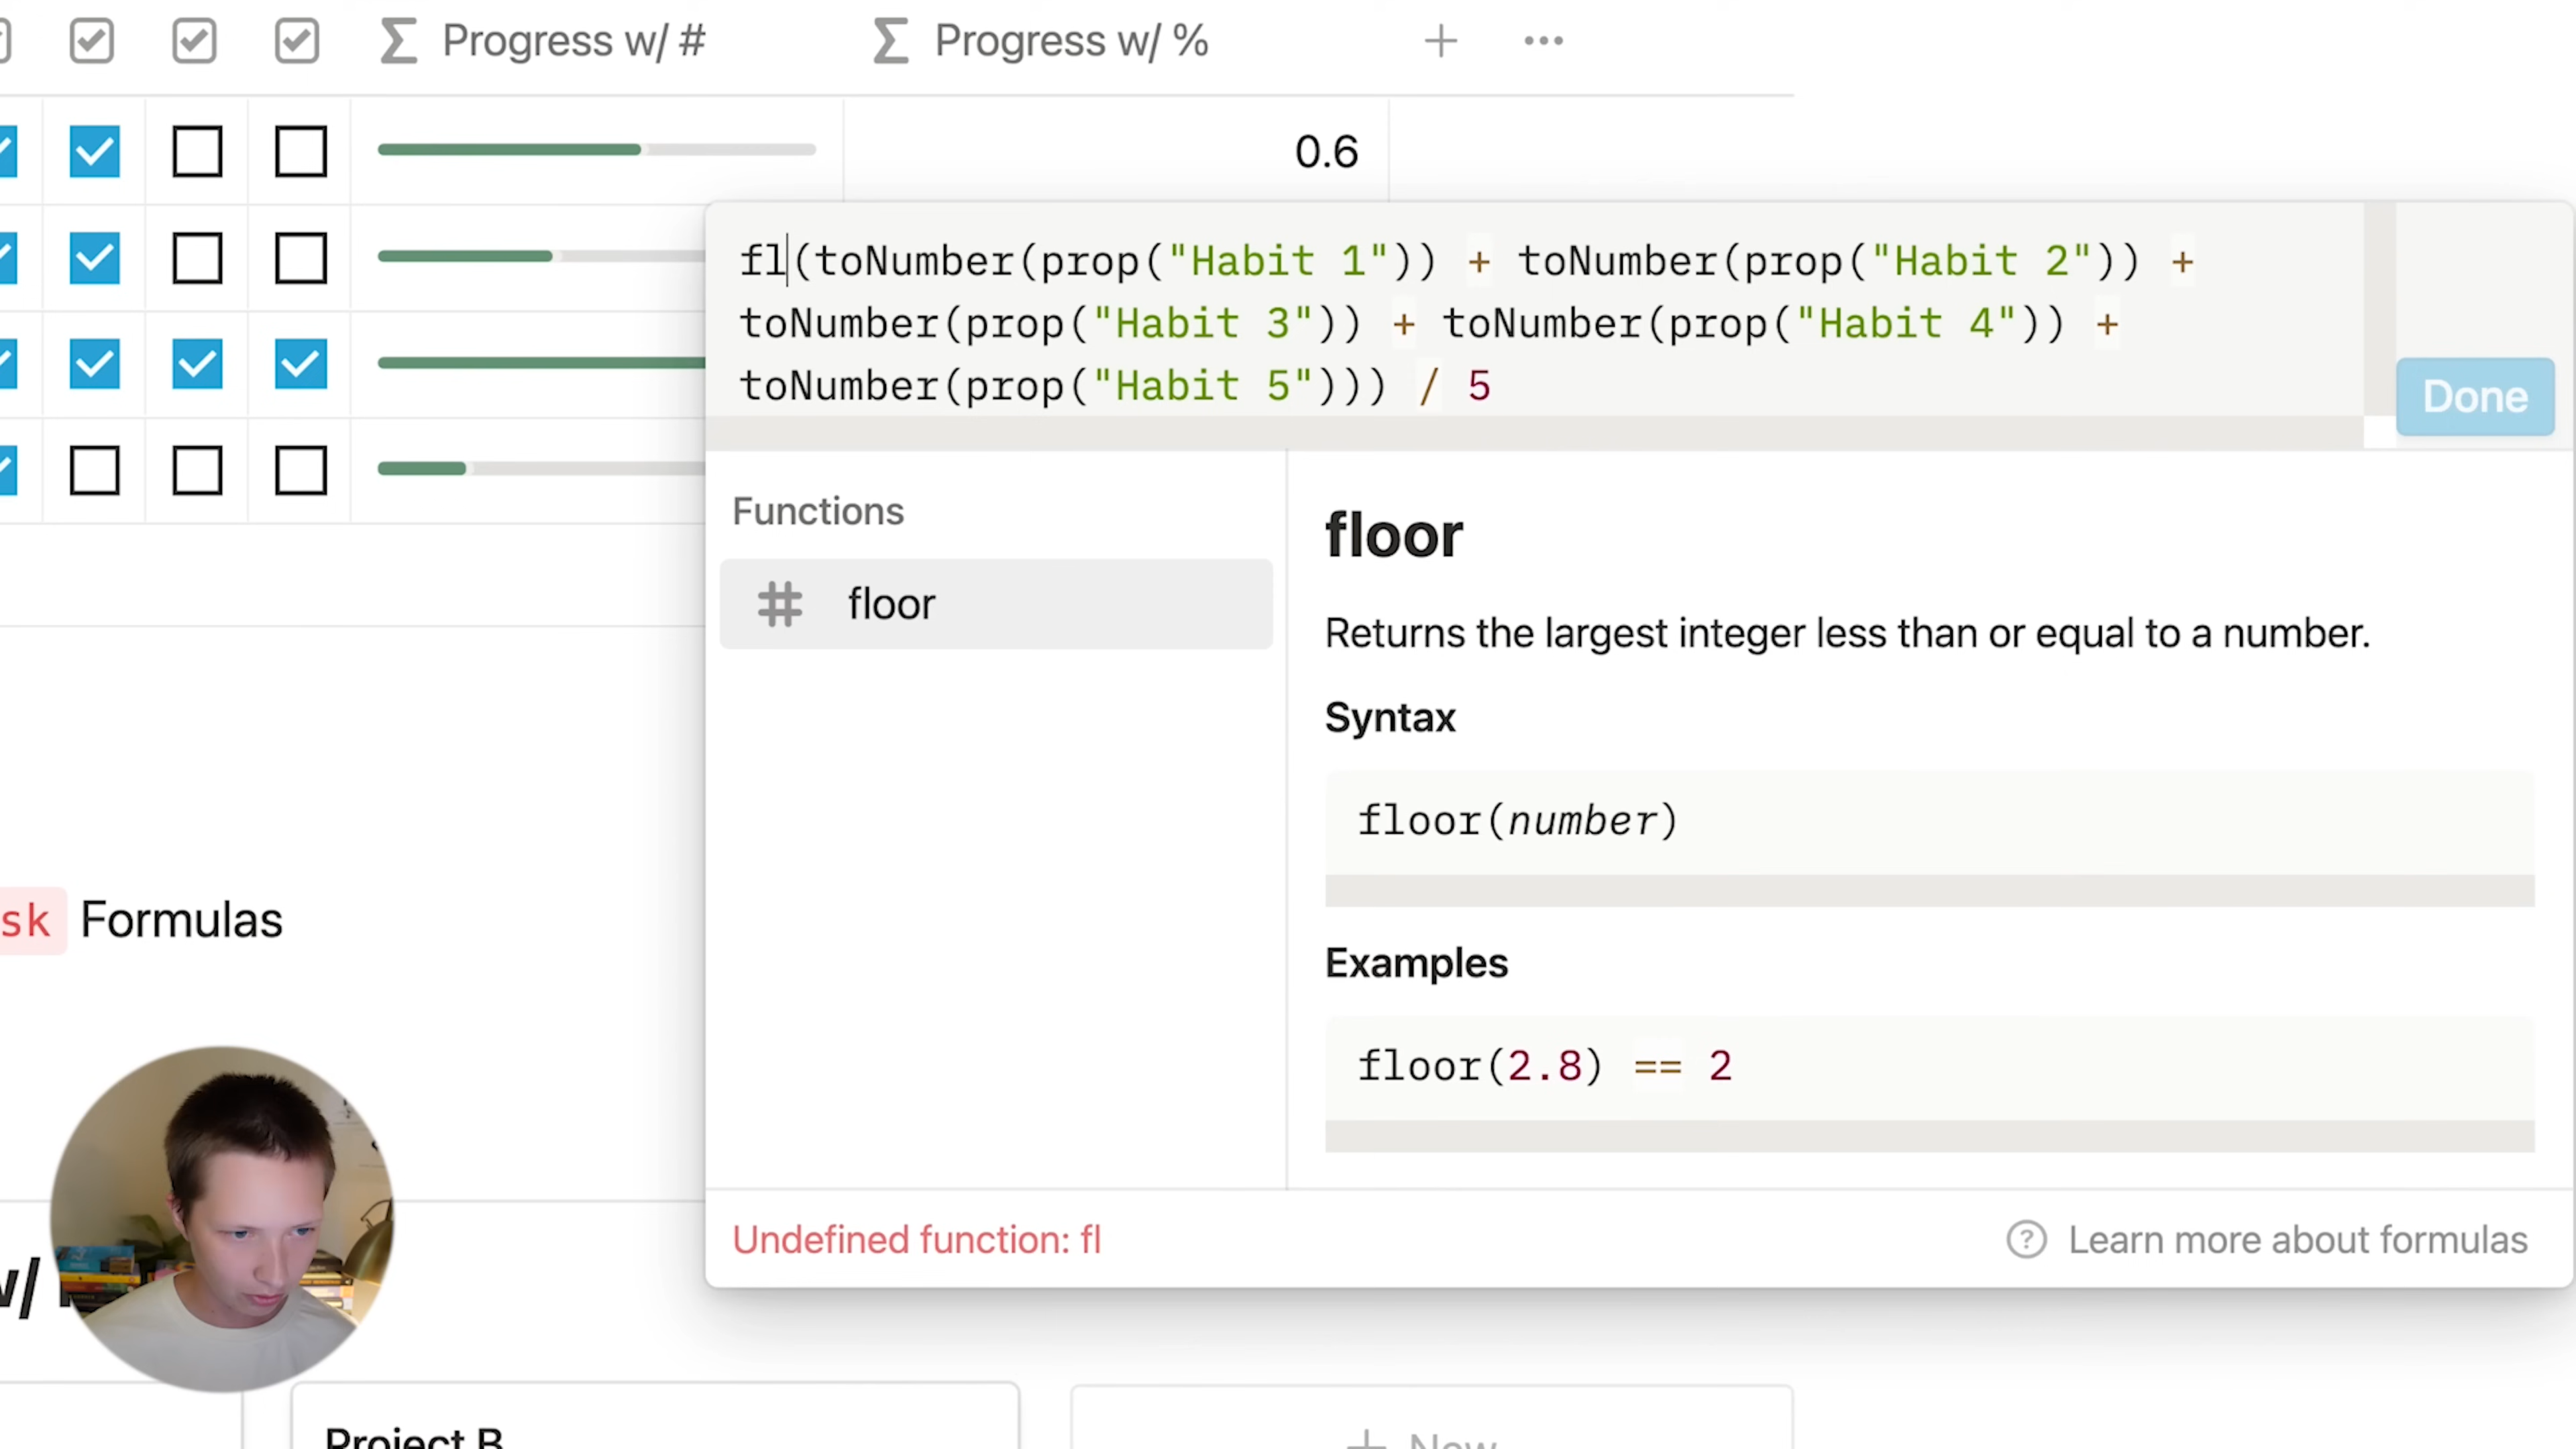 Progress w/ #
Progress w/ %
0.6
fl(toNumber(prop("Habit 1")) + toNumber(prop("Habit 2")) +
toNumber(prop("Habit 3")) + toNumber(prop("Habit 4")) +
toNumber(prop("Habit 5"))) / 5
Done
Functions
floor
floor
Returns the largest integer less than or equal to a number.
Syntax
floor(number)
Examples
floor(2.8) == 2
Undefined function: fl
Learn more about formulas
sk Formulas
w/
Project B
+ New